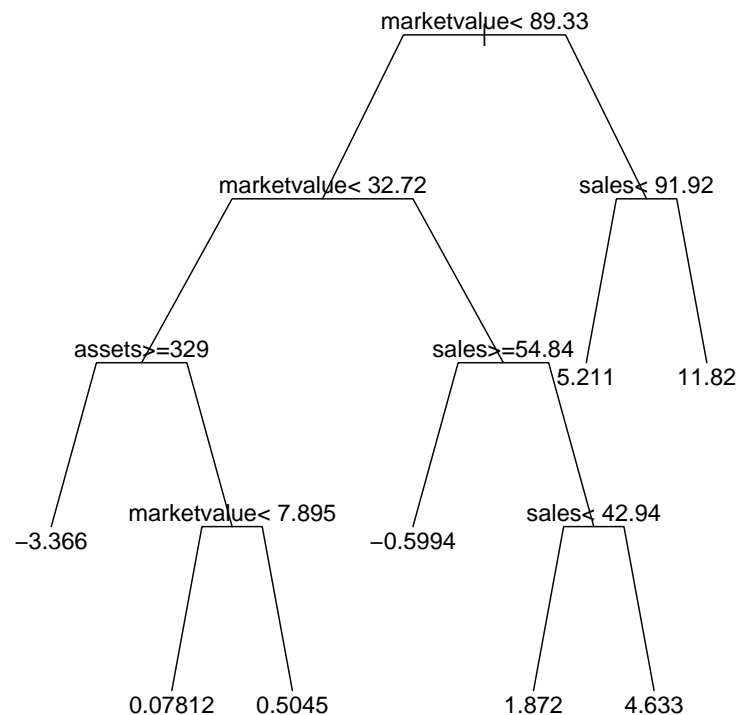 marketvalue< 89.33
marketvalue< 32.72
sales< 91.92
assets>=329
sales>=54.84
5.211
11.82
marketvalue< 7.895
sales< 42.94
−3.366
−0.5994
0.07812
0.5045
1.872
4.633